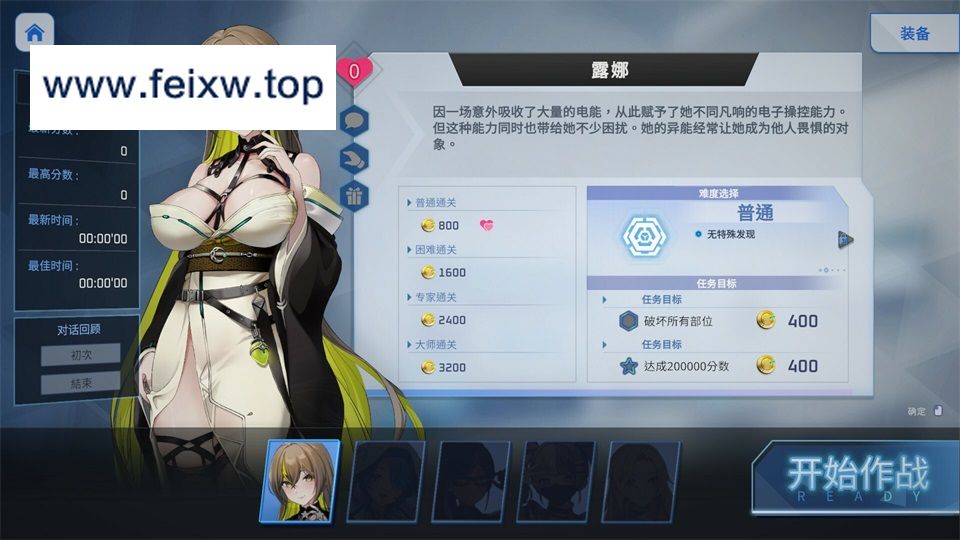 装备
www.feixw.top
0
露娜
因一场意外吸收了大量的电能，从此赋予了她不同凡响的电子操控能力。
但这种能力同时也带给她不少困扰。她的异能经常让她成为他人畏惧的对
象。
最新分数：
0
最高分数：
0
最新时间：
00:00'00
最佳时间：
00:00'00
对话回顾
初次
結束
普通通关
800
困难通关
1600
专家通关
2400
大师通关
3200
难度选择
普通
无特殊发现
任务目标
任务目标
破坏所有部位
400
任务目标
达成200000分数
400
确定
开始作战
READY